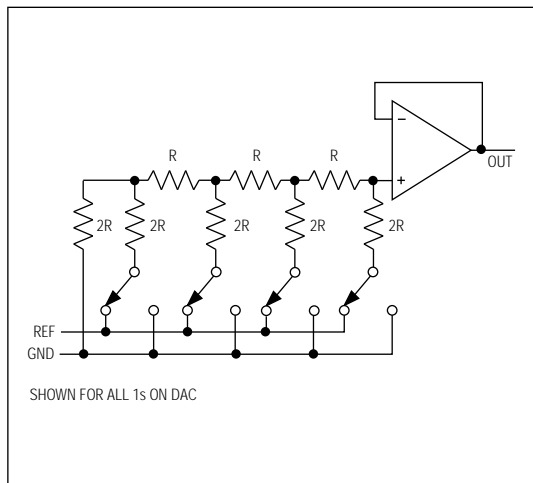 R R R
− 
+
OUT
2R 2R 2R 2R 2R
REF
GND
SHOWN FOR ALL 1s ON DAC